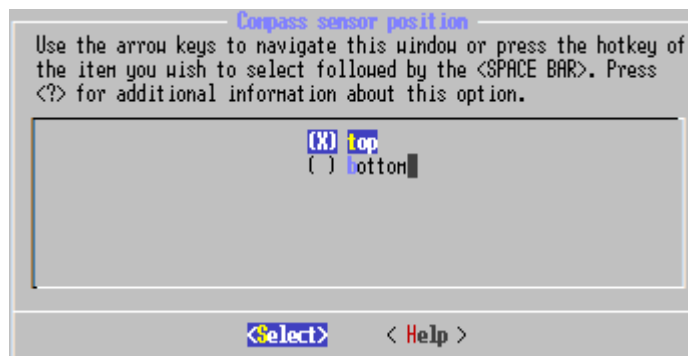 Compass sensor position
Use the arrow keys to navigate this window or press the hotkey of
the item you wish to select followed by the <SPACE BAR>. Press
<?> for additional information about this option.
(X) top
( ) bottom
<Select> < Help >